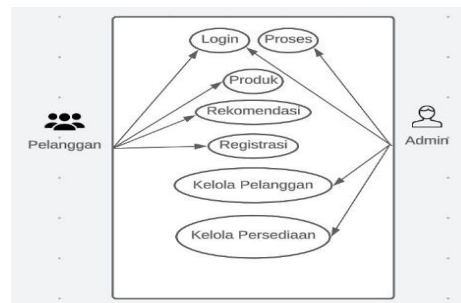 Login
Proses
Produk
Rekomendasi
Pelanggan
Admin
Registrasi
Kelola Pelanggan
Kelola Persediaan